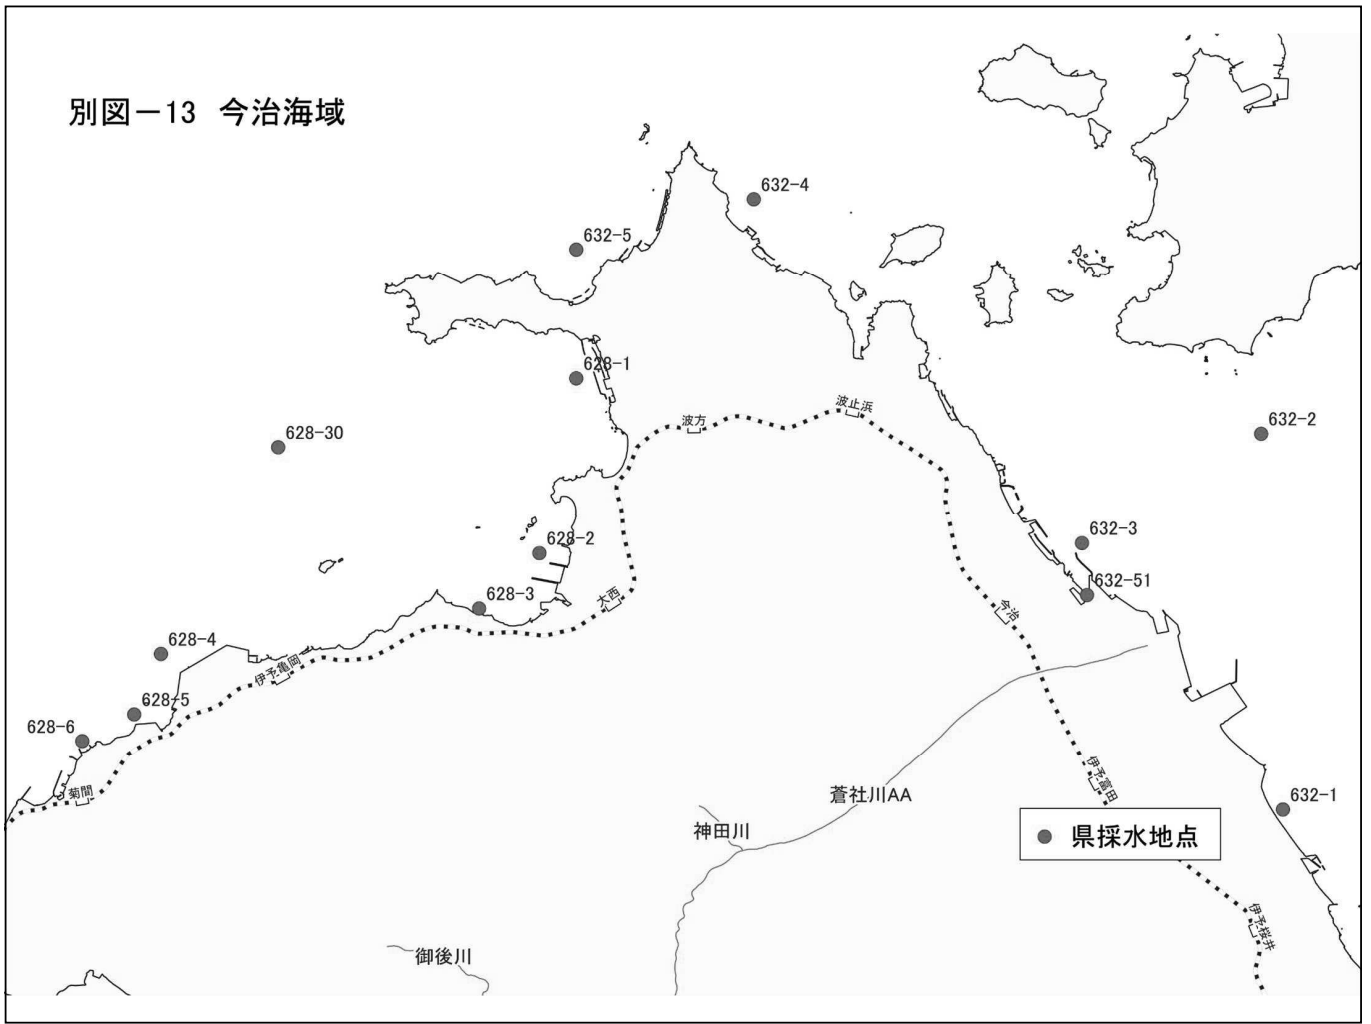 別図－13　今治海域
632-4
632-5
628-1
波方
波止浜
628-30
632-2
632-3
628-2
632-51
628-3
大西
今治
628-4
伊予亀岡
628-5
628-6
菊間
伊予富田
蒼社川AA
神田川
632-1
県採水地点
伊予桜井
御後川